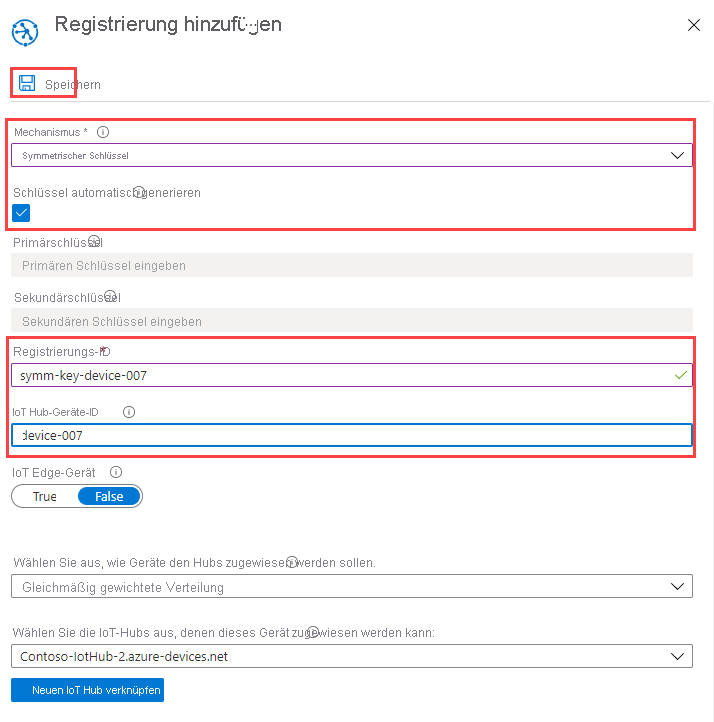 Registrierung hinzufügen
Speichern
Mechanismus *
Symmetrischer Schlüssel
Schlüssel automatisch generieren
Primärschlüssel
Primären Schlüssel eingeben
Sekundärschlüssel
Sekundären Schlüssel eingeben
Registrierungs-ID *
symm-key-device-007
IoT Hub-Geräte-ID
device-007
IoT Edge-Gerät
True False
Wählen Sie aus, wie Geräte den Hubs zugewiesen werden sollen.
Gleichmäßig gewichtete Verteilung
Wählen Sie die IoT-Hubs aus, denen dieses Gerät zugewiesen werden kann:
Contoso-IotHub-2.azure-devices.net
Neuen IoT Hub verknüpfen